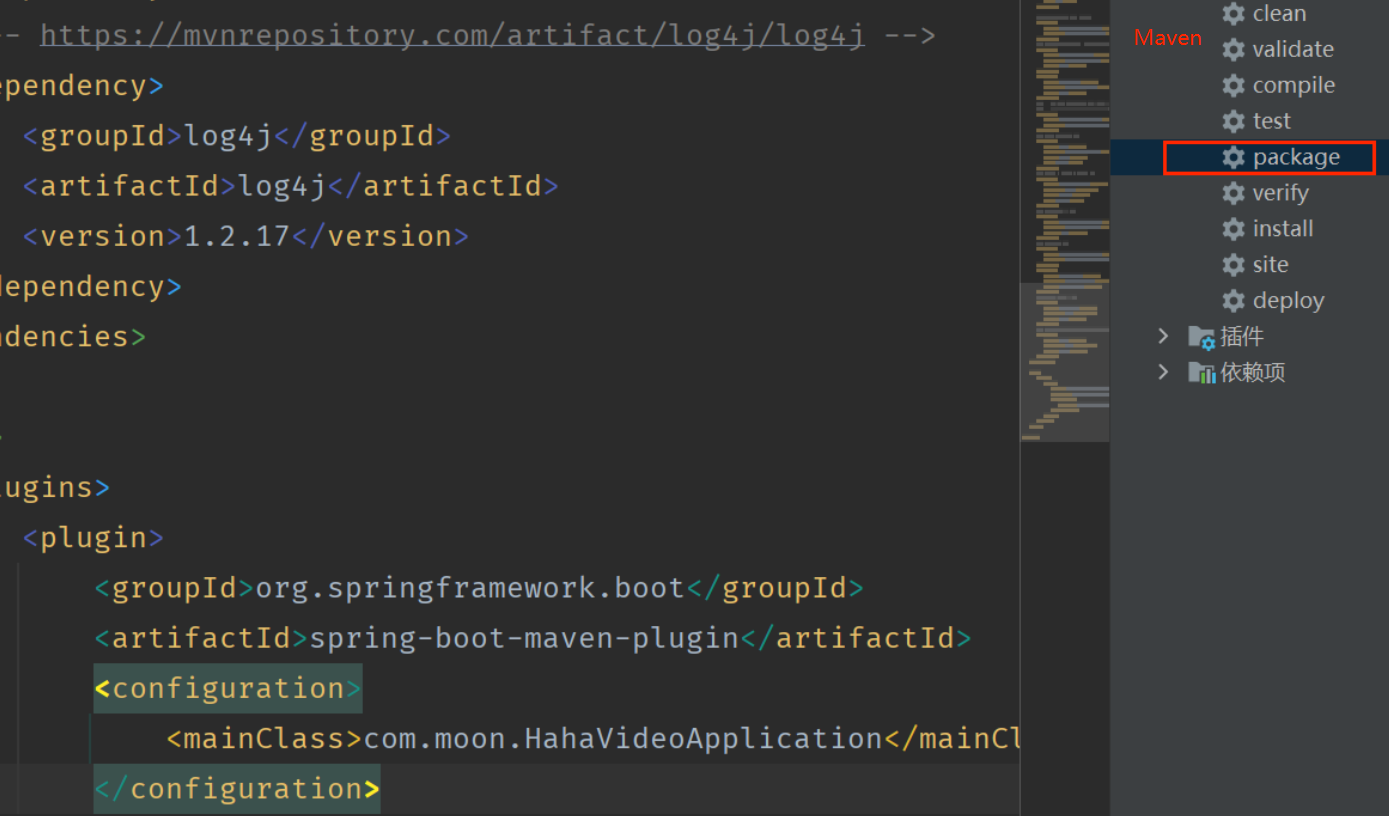 -- https://mvnrepository.com/artifact/log4j/log4j -->
ependency>
<groupId>log4j</groupId>
<artifactId>log4j</artifactId>
<version>1.2.17</version>
dependency>
ndencies>
>
lugins>
<plugin>
<groupId>org.springframework.boot</groupId>
<artifactId>spring-boot-maven-plugin</artifactId>
<configuration>
<mainClass>com.moon.HahaVideoApplication</mainCl
</configuration>
Maven
clean
validate
compile
test
package
verify
install
site
deploy
插件
依赖项